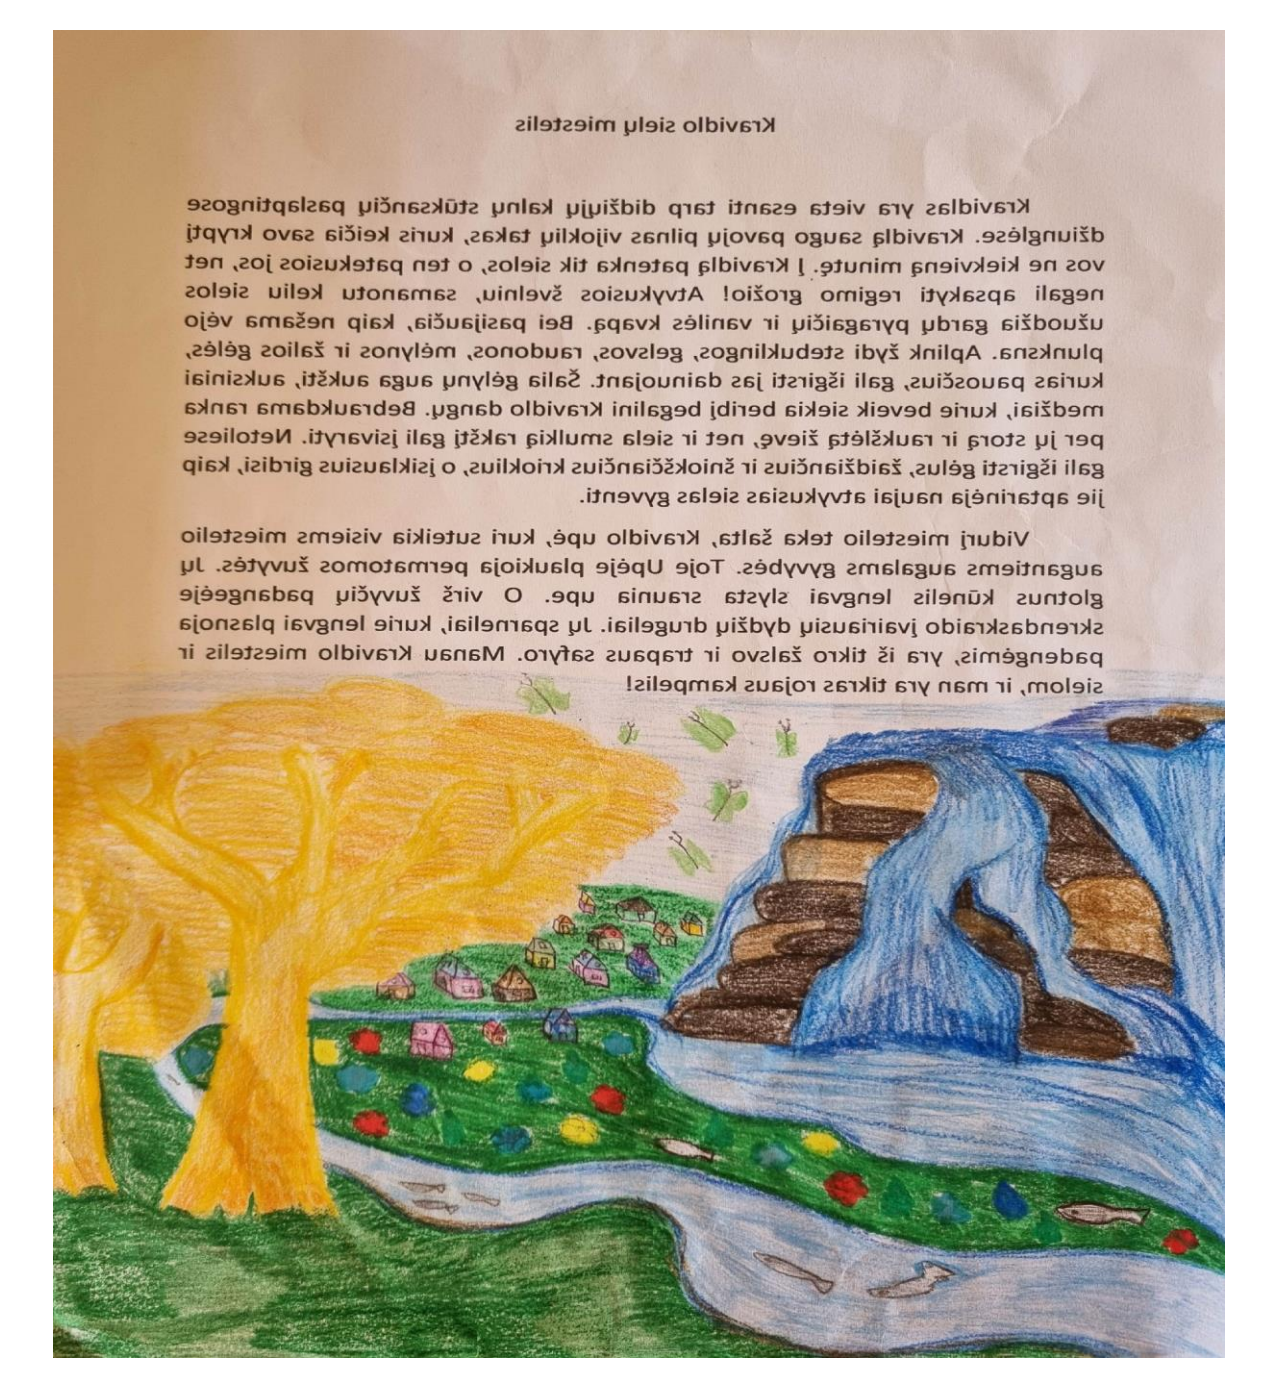 Kravidlo sielų miestelis
Kravidlas yra vieta esanti tarp didžiųjų kalnų stūksančių paslaptingose
džiunglėse. Kravidlą saugo pavojų pilnas vijoklių takas, kuris keičia savo kryptį
vos ne kiekvieną minutę. Į Kravidlą patenka tik sielos, o ten patekusios jos, net
negali apsakyti regimo grožio! Atvykusios švelniu, samanotu keliu sielos
užuodžia gardų pyragaičių ir vanilės kvapą. Bei pasijaučia, kaip nešama vėjo
plunksna. Aplink žydi stebuklingos, gelsvos, raudonos, mėlynos ir žalios gėlės,
kurias pauosčius, gali išgirsti jas dainuojant. Šalia gėlynų auga aukšti, auksiniai
medžiai, kurie beveik siekia beribį begalini Kravidlo dangų. Bebraukdama ranka
per jų storą ir raukšlėtą žievę, net ir siela smulkią rakštį gali įsivaryti. Netoliese
gali išgirsti gėlus, žaidžiančius ir šniokščiančius krioklius, o įsiklausius girdisi, kaip
jie aptarinėja naujai atvykusias sielas gyventi.
Vidurį miestelio teka šalta, Kravidlo upė, kuri suteikia visiems miestelio
augantiems augalams gyvybės. Toje Upėje plaukioja permatomos žuvytės. Jų
glotnus kūnelis lengvai slysta sraunia upe. O virš žuvyčių padangeėje
skrendaskraido įvairiausių dydžių drugeliai. Jų sparneliai, kurie lengvai plasnoja
padengėmis, yra iš tikro žalsvo ir trapaus safyro. Manau Kravidlo miestelis ir
sielom, ir man yra tikras rojaus kampelis!